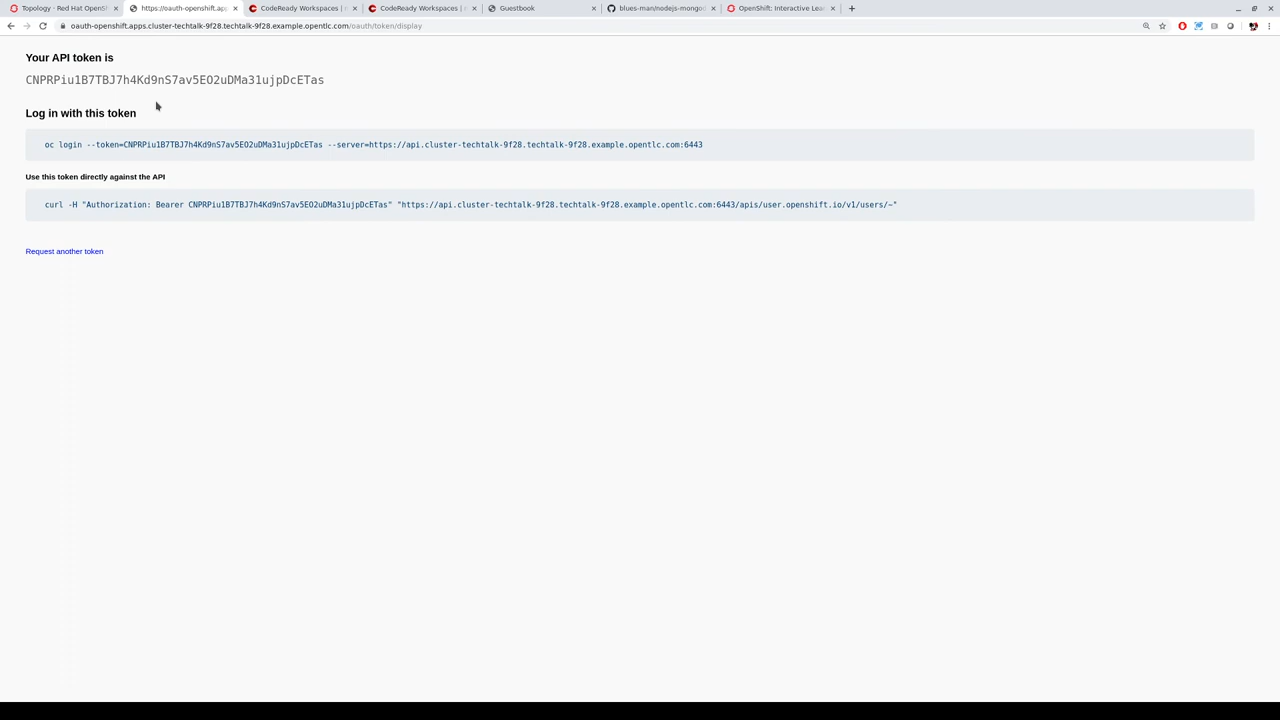 Topology · Red Hat OpenSh
https://oauth-openshift.app
CodeReady Workspaces |
CodeReady Workspaces |
Guestbook
blues-man/nodejs-mongod
OpenShift: Interactive Lear
oauth-openshift.apps.cluster-techtalk-9f28.techtalk-9f28.example.opentlc.com/oauth/token/display
Your API token is
CNPRPiu1B7TBJ7h4Kd9nS7av5EO2uDMa31ujpDcETas
Log in with this token
oc login --token=CNPRPiu1B7TBJ7h4Kd9nS7av5EO2uDMa31ujpDcETas --server=https://api.cluster-techtalk-9f28.techtalk-9f28.example.opentlc.com:6443
Use this token directly against the API
curl -H "Authorization: Bearer CNPRPiu1B7TBJ7h4Kd9nS7av5EO2uDMa31ujpDcETas" "https://api.cluster-techtalk-9f28.techtalk-9f28.example.opentlc.com:6443/apis/user.openshift.io/v1/users/~"
Request another token